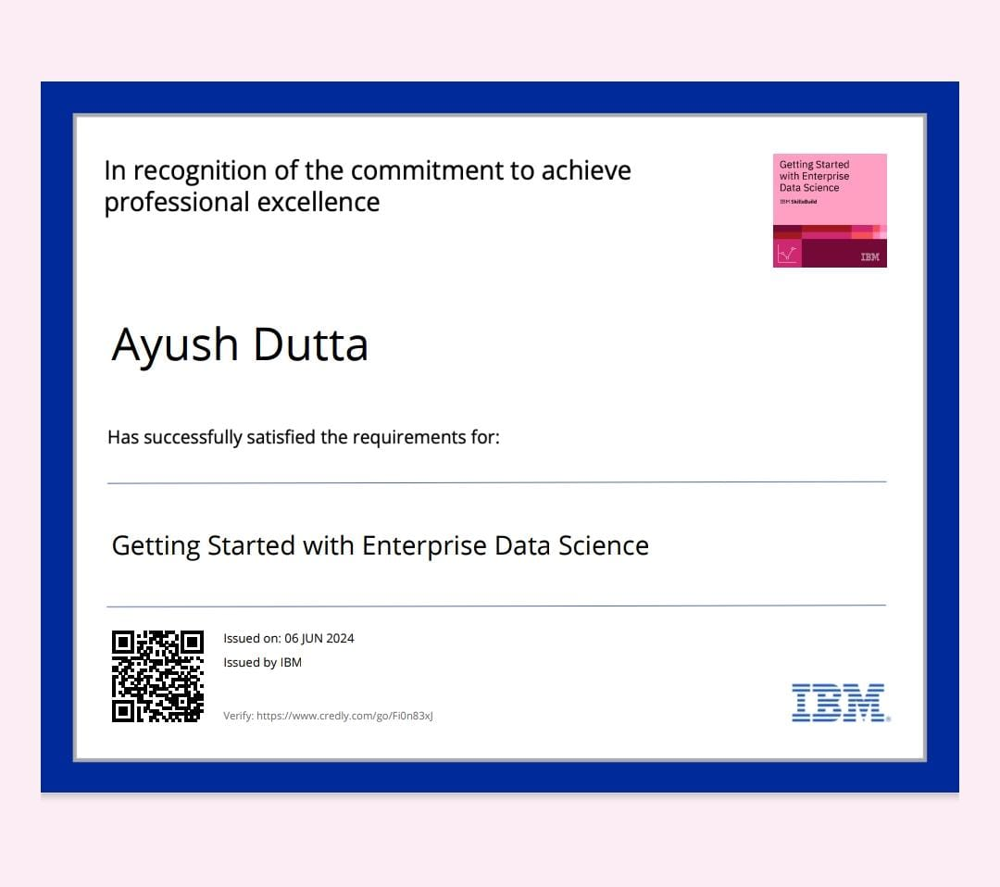 In recognition of the commitment to achieve
professional excellence
Getting Started
with Enterprise
Data Science
IBM SkillsBuild
IBM
Ayush Dutta
Has successfully satisfied the requirements for:
Getting Started with Enterprise Data Science
Issued on: 06 JUN 2024
Issued by IBM
Verify: https://www.credly.com/go/Fi0n83xJ
IBM®